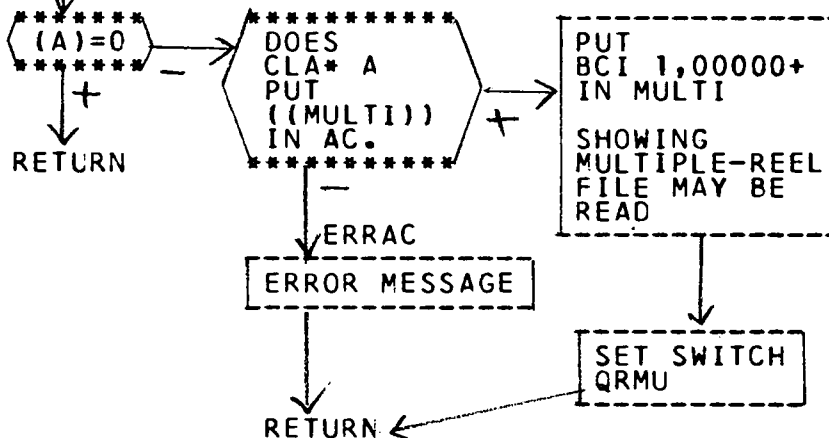 (A)=0
+
-
RETURN
DOES
CLA* A
PUT
((MULTI))
IN AC.
+
-
PUT
BCI 1,00000+
IN MULTI
SHOWING
MULTIPLE-REEL
FILE MAY BE
READ
ERRAC
ERROR MESSAGE
SET SWITCH
QRMU
RETURN